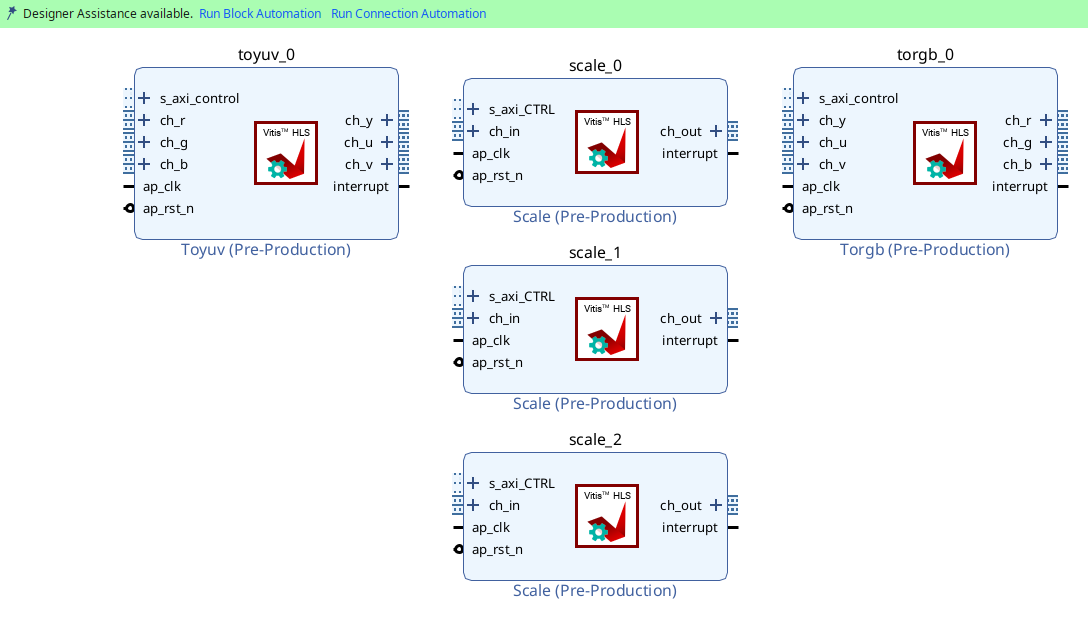 Designer Assistance available. Run Block Automation Run Connection Automation
toyuv_0
s_axi_control
ch_r
ch_g
ch_b
ap_clk
ap_rst_n
Vitis™ HLS
ch_y
ch_u
ch_v
interrupt
Toyuv (Pre-Production)
scale_0
s_axi_CTRL
ch_in
ap_clk
ap_rst_n
Vitis™ HLS
ch_out
interrupt
Scale (Pre-Production)
scale_1
s_axi_CTRL
ch_in
ap_clk
ap_rst_n
Vitis™ HLS
ch_out
interrupt
Scale (Pre-Production)
scale_2
s_axi_CTRL
ch_in
ap_clk
ap_rst_n
Vitis™ HLS
ch_out
interrupt
Scale (Pre-Production)
torgb_0
s_axi_control
ch_y
ch_u
ch_v
ap_clk
ap_rst_n
Vitis™ HLS
ch_r
ch_g
ch_b
interrupt
Torgb (Pre-Production)